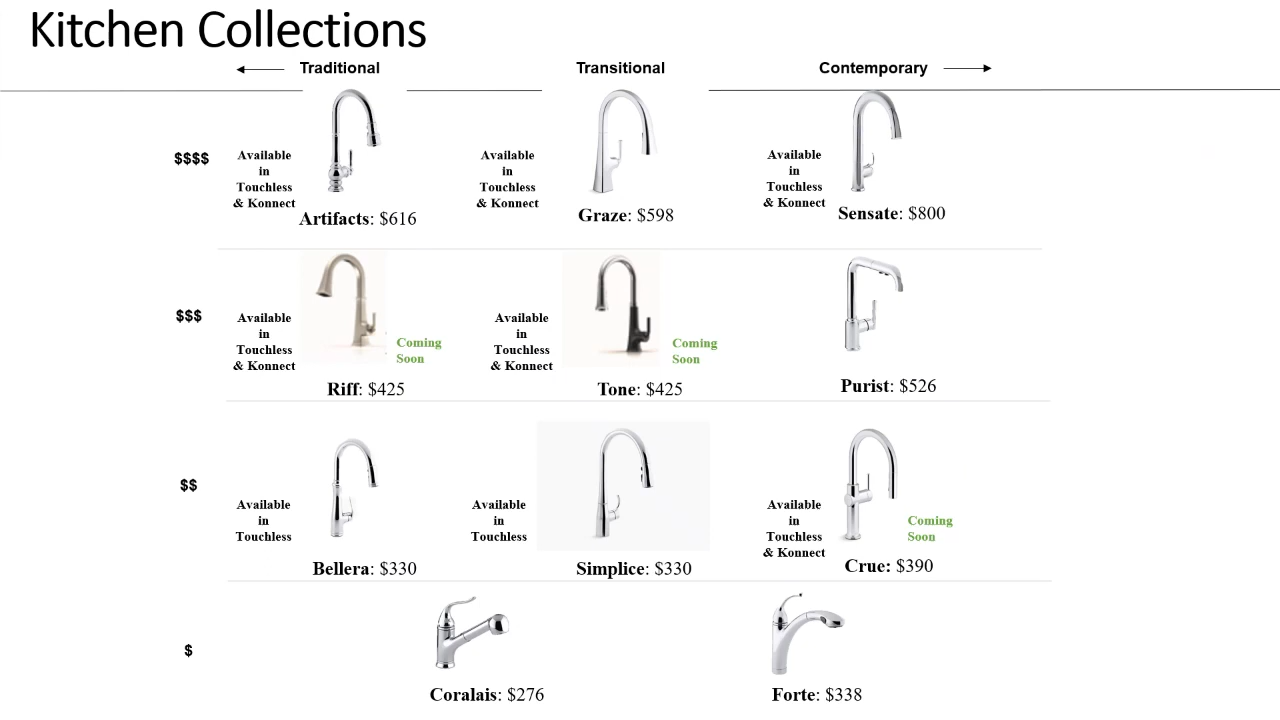 Kitchen Collections
Traditional
Transitional
Contemporary
$$$$
Available
in
Touchless
& Konnect
Artifacts: $616
Available
in
Touchless
& Konnect
Graze: $598
Available
in
Touchless
& Konnect
Sensate: $800
$$$
Available
in
Touchless
& Konnect
Coming
Soon
Riff: $425
Available
in
Touchless
& Konnect
Coming
Soon
Tone: $425
Purist: $526
$$
Available
in
Touchless
Bellera: $330
Available
in
Touchless
Simplice: $330
Available
in
Touchless
& Konnect
Coming
Soon
Crue: $390
$
Coralais: $276
Forte: $338